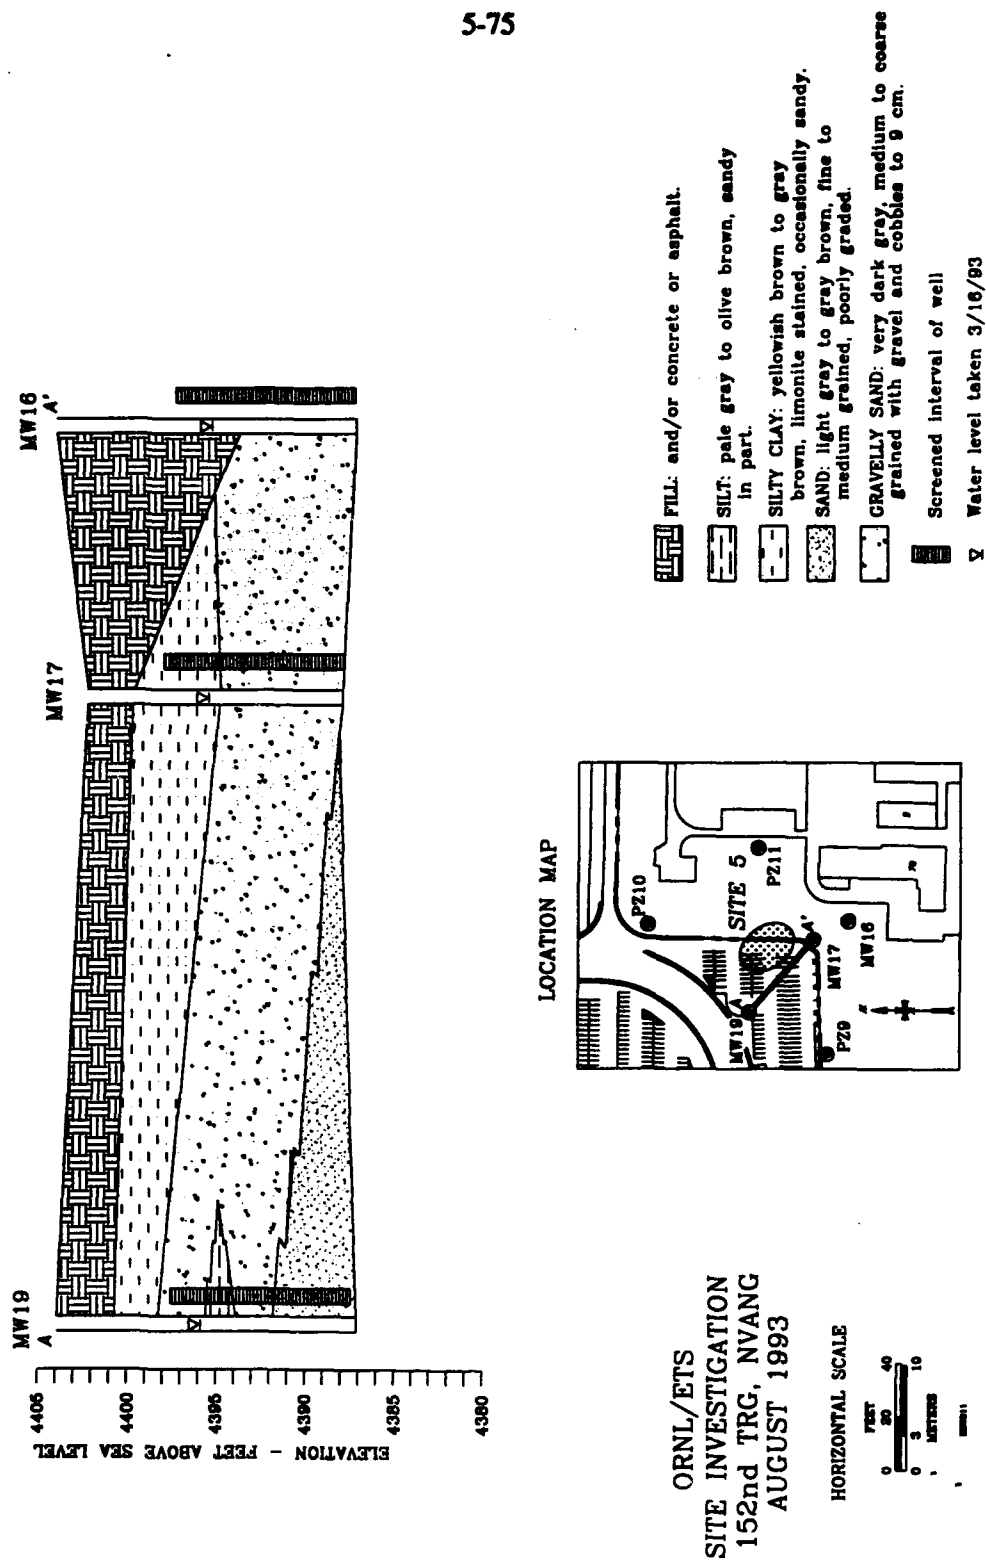 5-75
MW19
A
MW17
MW16
A'
4405
4400
4395
4390
4385
4380
ELEVATION - FEET ABOVE SEA LEVEL
FILL: and/or concrete or asphalt.
SILT: pale gray to olive brown, sandy
in part.
SILTY CLAY: yellowish brown to gray
brown, limonite stained, occasionally sandy.
SAND: light gray to gray brown, fine to
medium grained, poorly graded.
GRAVELLY SAND: very dark gray, medium to coarse
grained with gravel and cobbles to 9 cm.
Screened interval of well
Water level taken 3/16/93
LOCATION MAP
PZ10
SITE 5
PZ11
MW19
A
A'
MW17
MW16
PZ9
ORNL/ETS
SITE INVESTIGATION
152nd TRG, NVANG
AUGUST 1993
HORIZONTAL SCALE
FEET
0 20 40
0 3 10
METERS